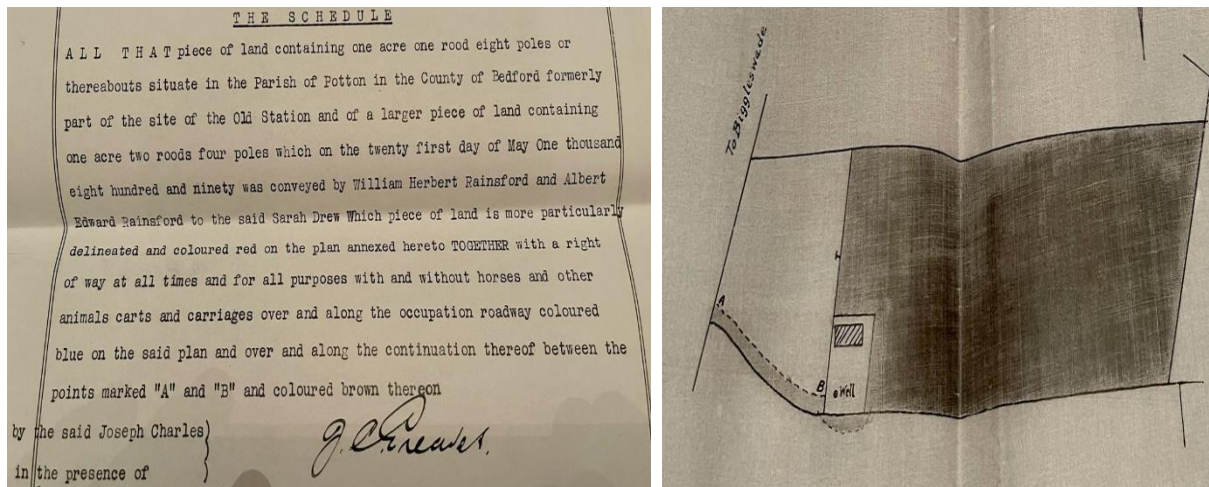 THE SCHEDULE
ALL THAT piece of land containing one acre one rood eight poles or
thereabouts situate in the Parish of Potton in the County of Bedford formerly
part of the site of the Old Station and of a larger piece of land containing
one acre two roods four poles which on the twenty first day of May One thousand
eight hundred and ninety was conveyed by William Herbert Rainsford and Albert
Edward Rainsford to the said Sarah Drew Which piece of land is more particularly
delineated and coloured red on the plan annexed hereto TOGETHER with a right
of way at all times and for all purposes with and without horses and other
animals carts and carriages over and along the occupation roadway coloured
blue on the said plan and over and along the continuation thereof between the
points marked "A" and "B" and coloured brown thereon
by the said Joseph Charles
in the presence of
J. C.
To Biggleswade
A
B
Well